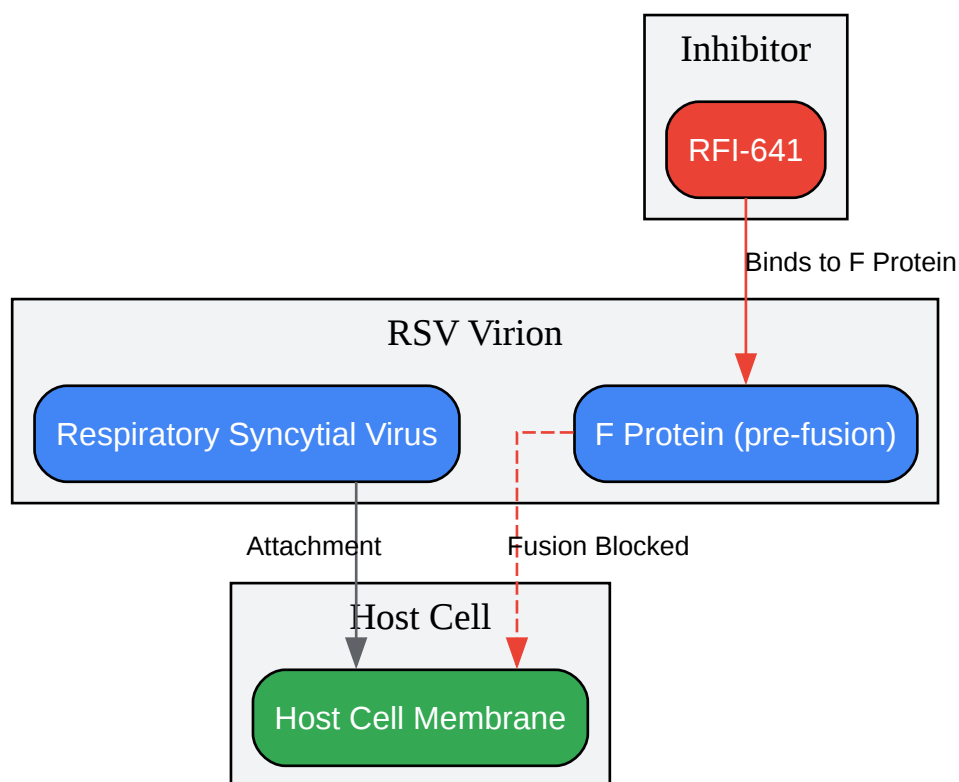 Inhibitor
RFI-641
Binds to F Protein
RSV Virion
Respiratory Syncytial Virus
F Protein (pre-fusion)
Attachment
Fusion Blocked
Host Cell
Host Cell Membrane